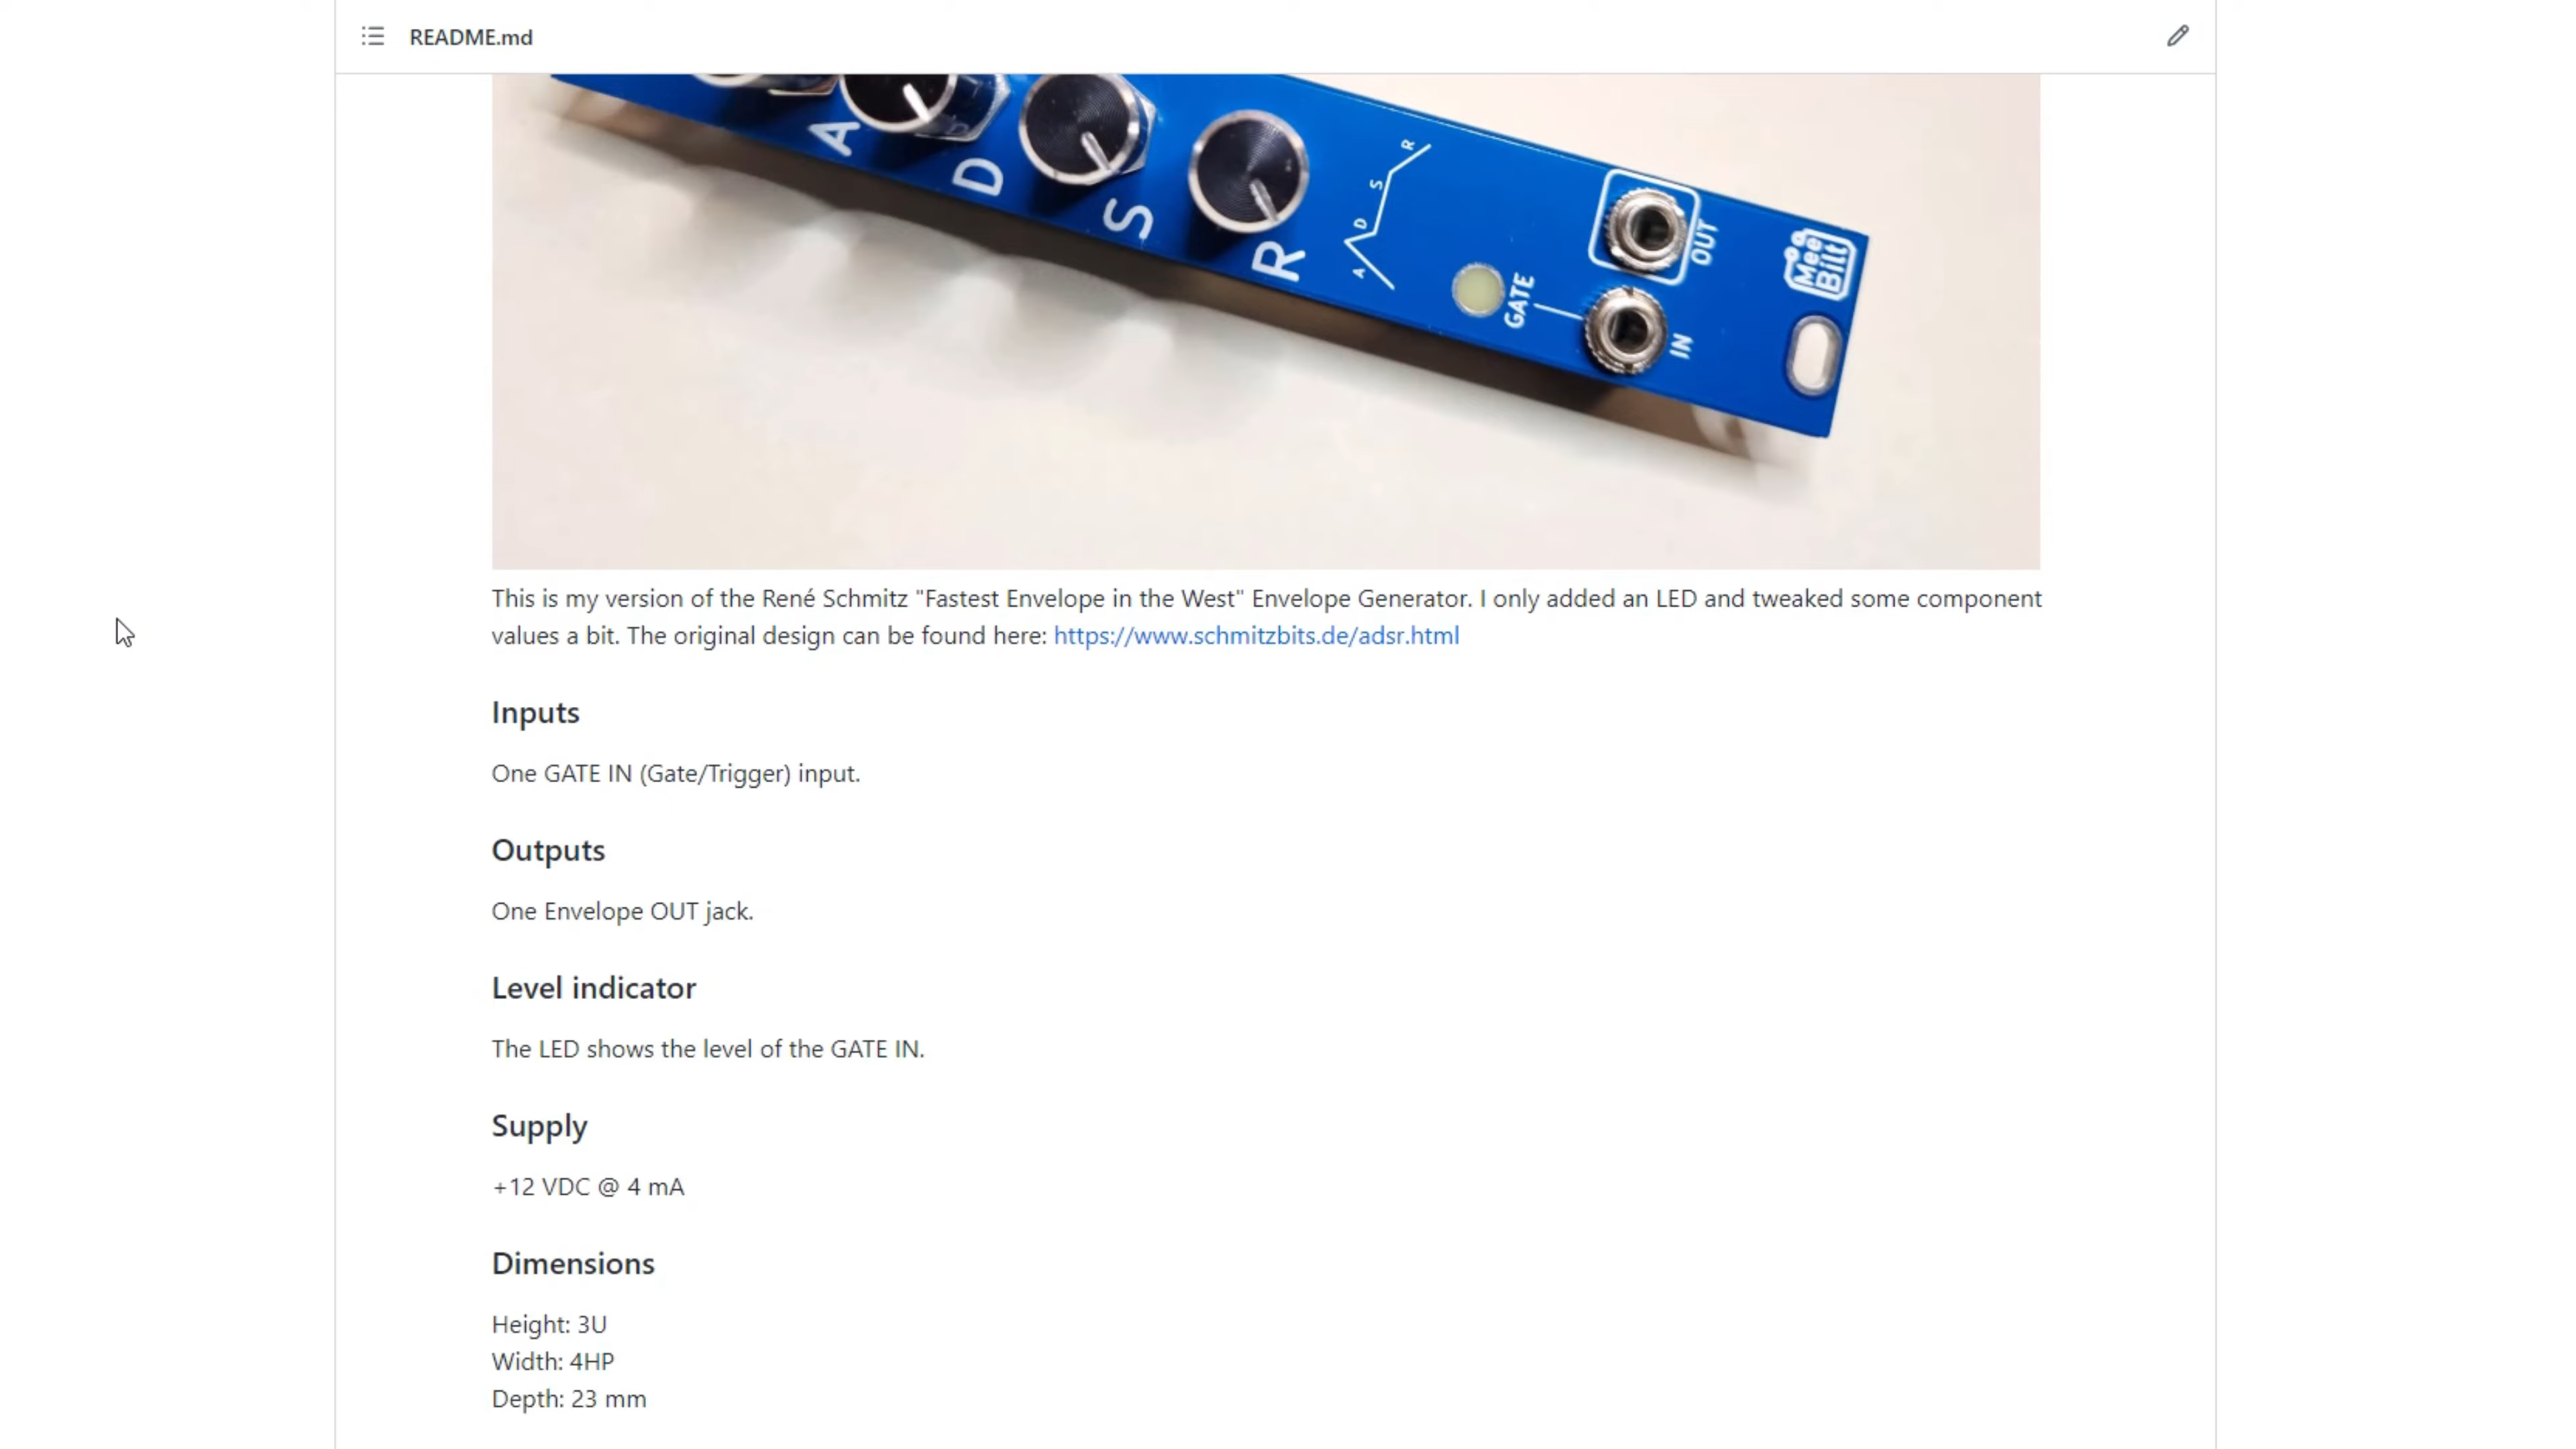 README.md
A
D
S
R
A
D
S
R
GATE
OUT
IN
Mee
Bilt
This is my version of the René Schmitz "Fastest Envelope in the West" Envelope Generator. I only added an LED and tweaked some component
values a bit. The original design can be found here: https://www.schmitzbits.de/adsr.html
Inputs
One GATE IN (Gate/Trigger) input.
Outputs
One Envelope OUT jack.
Level indicator
The LED shows the level of the GATE IN.
Supply
+12 VDC @ 4 mA
Dimensions
Height: 3U
Width: 4HP
Depth: 23 mm